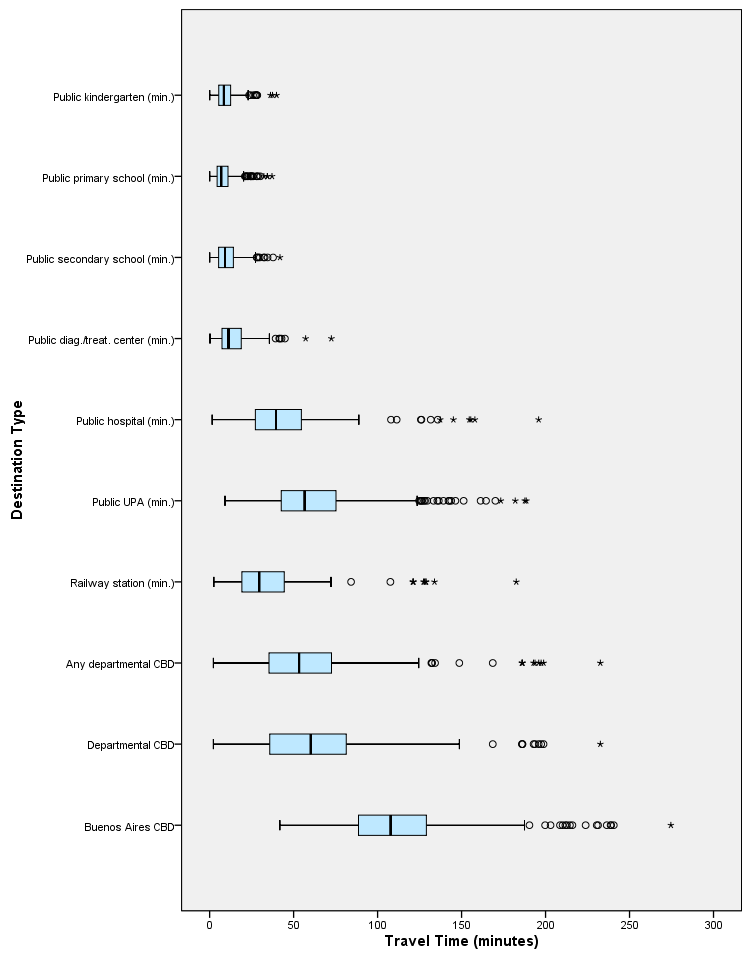 Public kindergarten (min.)
Public primary school (min.)
Public secondary school (min.)
Public diag./treat. center (min.)
Public hospital (min.)
Destination Type
Public UPA (min.)
Railway station (min.)
Any departmental CBD
Departmental CBD
Buenos Aires CBD
0 50 100 150 200 250 300
Travel Time (minutes)